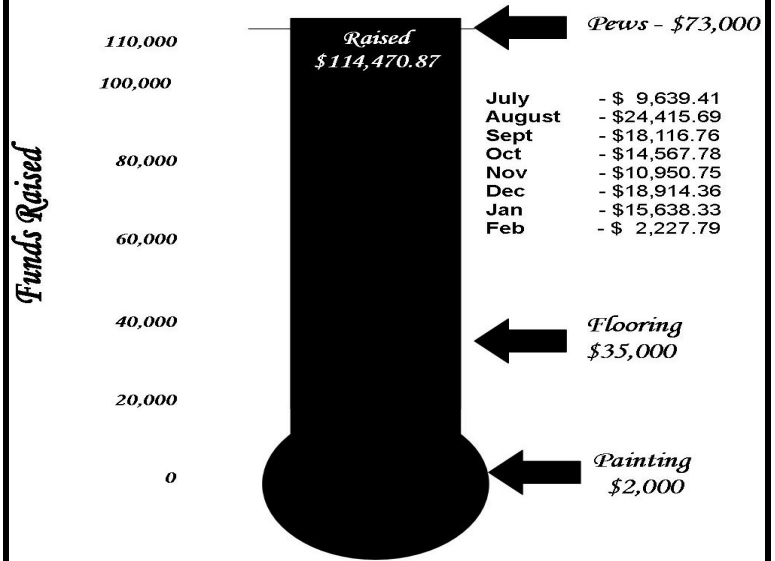 Funds Raised
110,000
100,000
80,000
60,000
40,000
20,000
0
Raised
$114,470.87
Pews - $73,000
July - $ 9,639.41
August - $24,415.69
Sept - $18,116.76
Oct - $14,567.78
Nov - $10,950.75
Dec - $18,914.36
Jan - $15,638.33
Feb - $ 2,227.79
Flooring
$35,000
Painting
$2,000